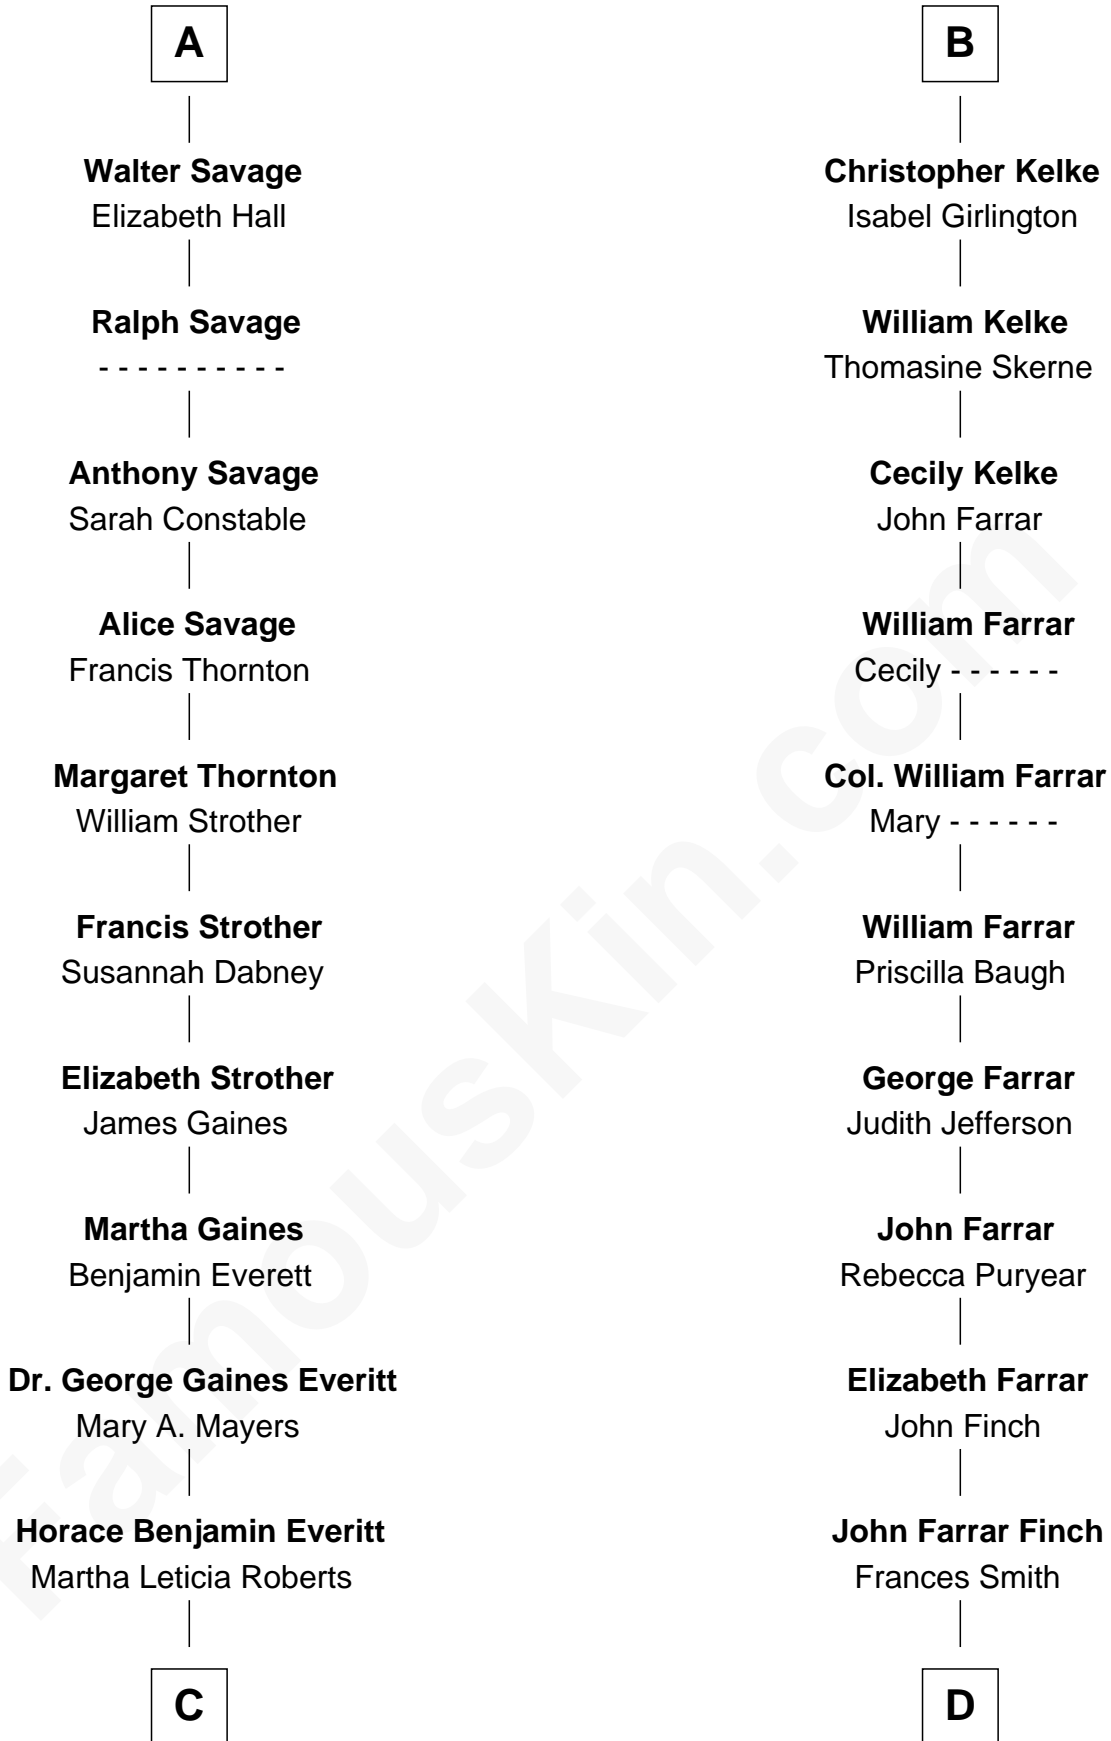 A
Walter Savage
Elizabeth Hall
Ralph Savage
- - - - - - - - - -
Anthony Savage
Sarah Constable
Alice Savage
Francis Thornton
Margaret Thornton
William Strother
Francis Strother
Susannah Dabney
Elizabeth Strother
James Gaines
Martha Gaines
Benjamin Everett
Dr. George Gaines Everitt
Mary A. Mayers
Horace Benjamin Everitt
Martha Leticia Roberts
C
B
Christopher Kelke
Isabel Girlington
William Kelke
Thomasine Skerne
Cecily Kelke
John Farrar
William Farrar
Cecily - - - - - -
Col. William Farrar
Mary - - - - - -
William Farrar
Priscilla Baugh
George Farrar
Judith Jefferson
John Farrar
Rebecca Puryear
Elizabeth Farrar
John Finch
John Farrar Finch
Frances Smith
D
FamousKin.com